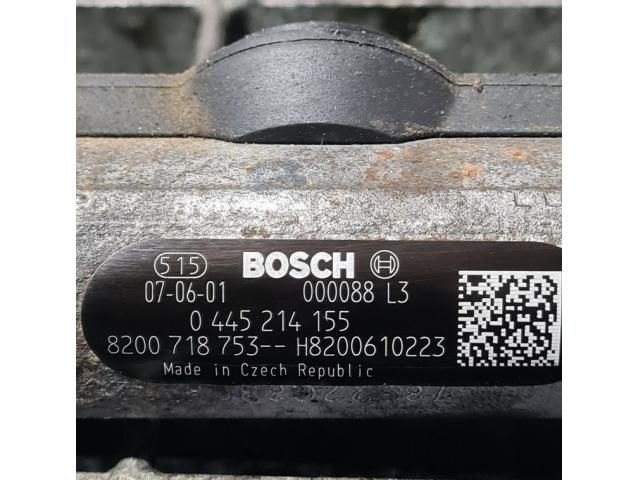 515 BOSCH
07-06-01 000088 L3
0 445 214 155
8200 718 753-- H8200610223
Made in Czech Republic